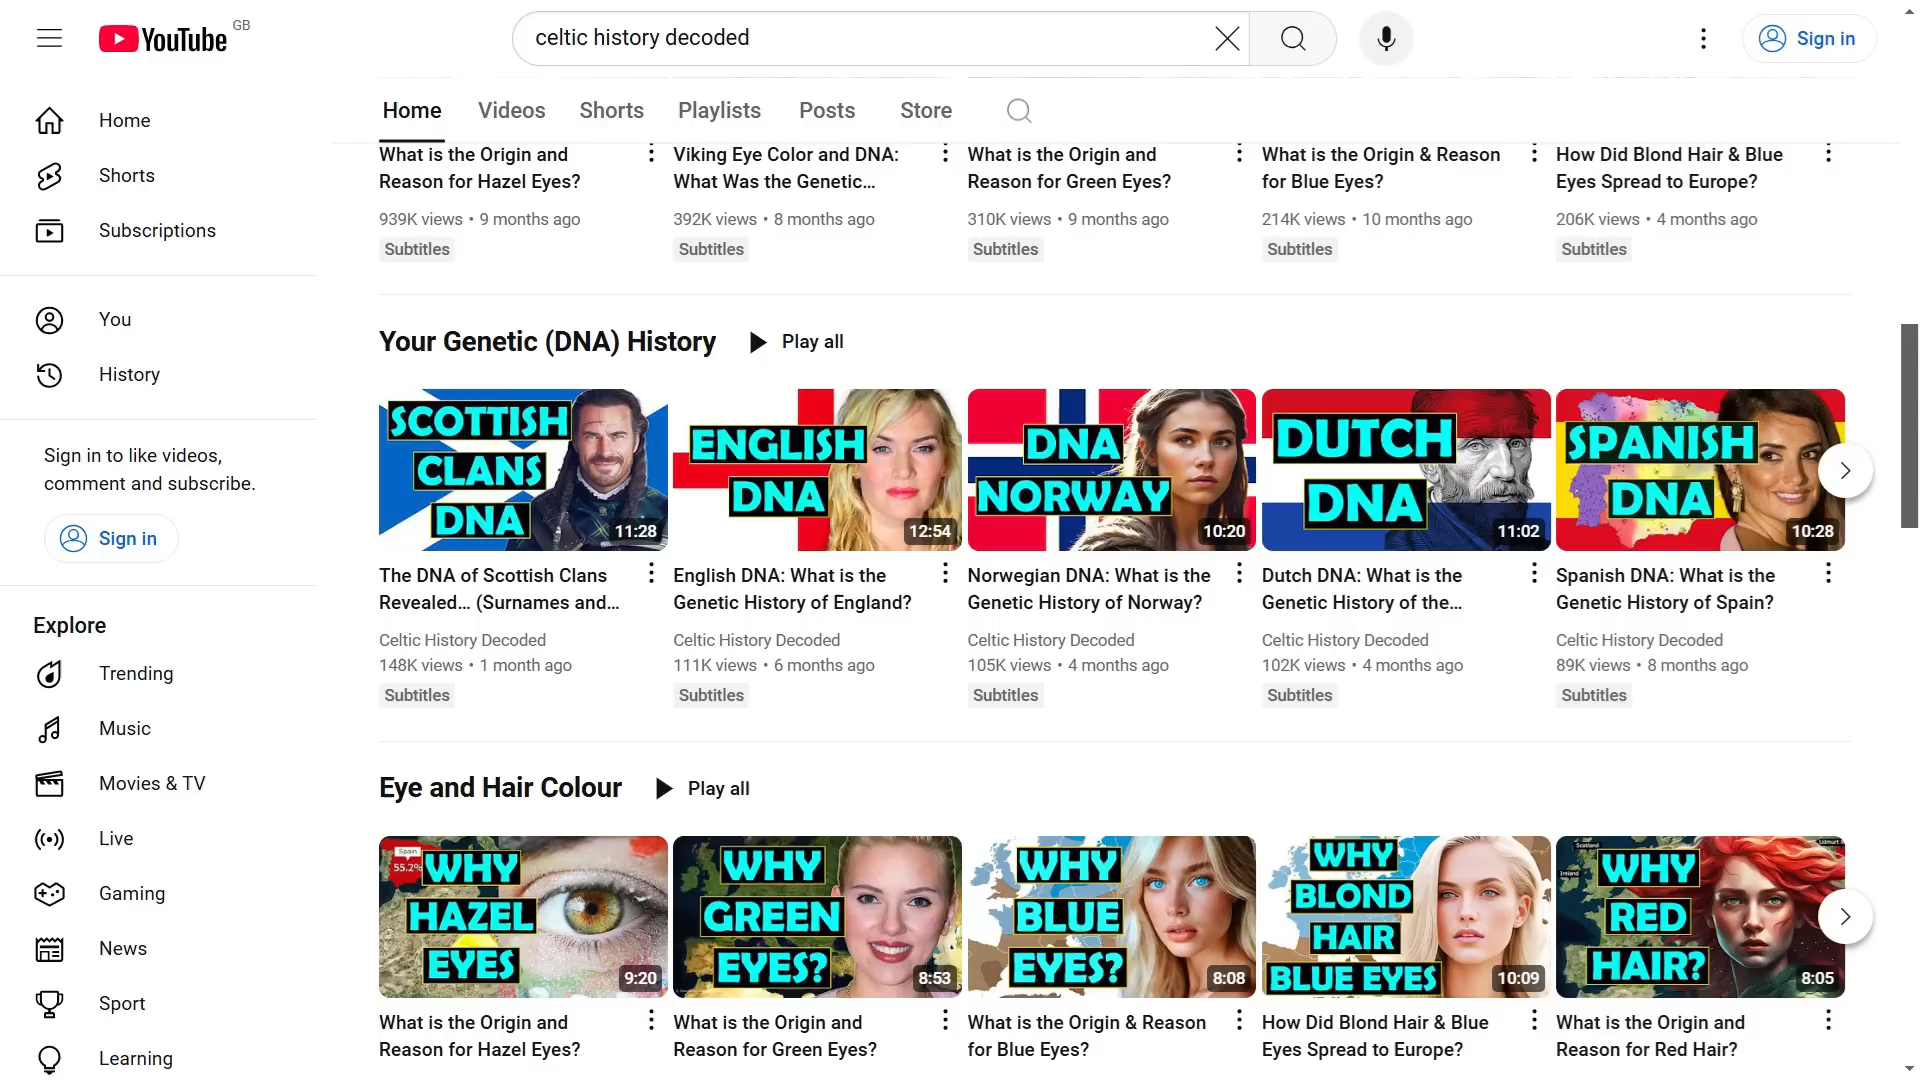 YouTube GB
celtic history decoded
Sign in
Home
Shorts
Subscriptions
You
History
Sign in to like videos,
comment and subscribe.
Sign in
Explore
Trending
Music
Movies & TV
Live
Gaming
News
Sport
Learning
Home Videos Shorts Playlists Posts Store
What is the Origin and
Reason for Hazel Eyes?
939K views • 9 months ago
Subtitles
Viking Eye Color and DNA:
What Was the Genetic...
392K views • 8 months ago
Subtitles
What is the Origin and
Reason for Green Eyes?
310K views • 9 months ago
Subtitles
What is the Origin & Reason
for Blue Eyes?
214K views • 10 months ago
Subtitles
How Did Blond Hair & Blue
Eyes Spread to Europe?
206K views • 4 months ago
Subtitles
Your Genetic (DNA) History Play all
SCOTTISH
CLANS
DNA
11:28
The DNA of Scottish Clans
Revealed... (Surnames and...
Celtic History Decoded
148K views • 1 month ago
Subtitles
ENGLISH
DNA
12:54
English DNA: What is the
Genetic History of England?
Celtic History Decoded
111K views • 6 months ago
Subtitles
DNA
NORWAY
10:20
Norwegian DNA: What is the
Genetic History of Norway?
Celtic History Decoded
105K views • 4 months ago
Subtitles
DUTCH
DNA
11:02
Dutch DNA: What is the
Genetic History of the...
Celtic History Decoded
102K views • 4 months ago
Subtitles
SPANISH
DNA
10:28
Spanish DNA: What is the
Genetic History of Spain?
Celtic History Decoded
89K views • 8 months ago
Subtitles
Eye and Hair Colour Play all
Spain
55.2%
WHY
HAZEL
EYES
9:20
What is the Origin and
Reason for Hazel Eyes?
WHY
GREEN
EYES?
8:53
What is the Origin and
Reason for Green Eyes?
WHY
BLUE
EYES?
8:08
What is the Origin & Reason
for Blue Eyes?
WHY
BLOND
HAIR
BLUE EYES
10:09
How Did Blond Hair & Blue
Eyes Spread to Europe?
Scotland
Ireland
WHY
RED
HAIR?
8:05
What is the Origin and
Reason for Red Hair?